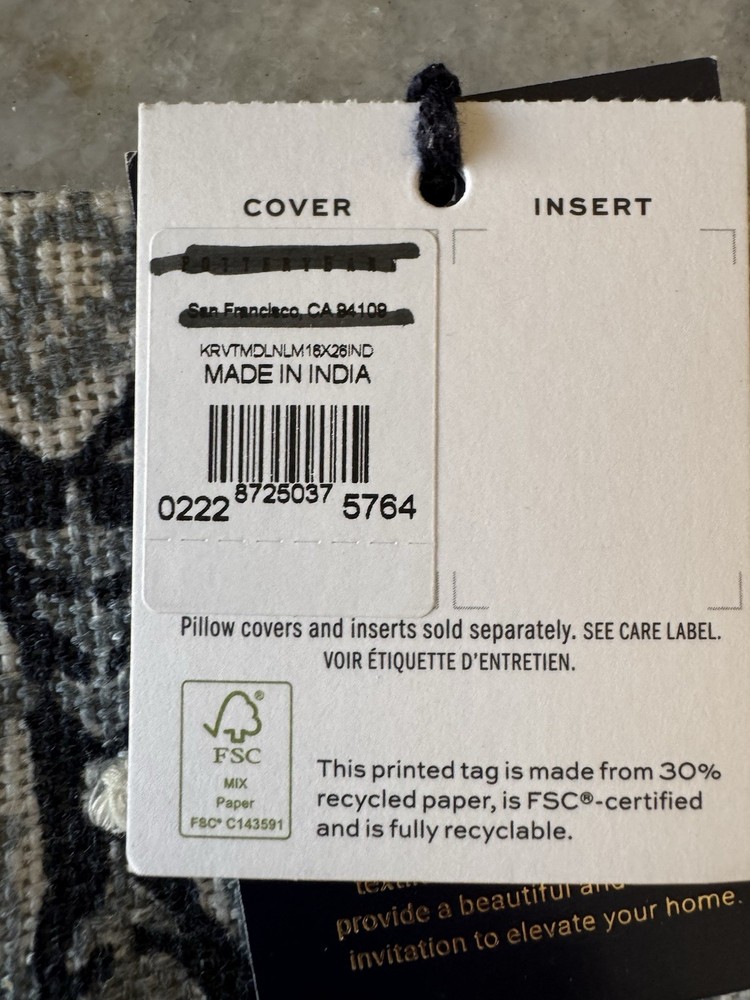 COVER
INSERT
POTTERY BARN
San Francisco, CA 94109
KRVTMDLNLM16X26IND
MADE IN INDIA
0222 8725037 5764
Pillow covers and inserts sold separately. SEE CARE LABEL.
VOIR ÉTIQUETTE D'ENTRETIEN.
FSC
MIX
Paper
FSC® C143591
This printed tag is made from 30%
recycled paper, is FSC®-certified
and is fully recyclable.
provide a beautiful and
invitation to elevate your home.